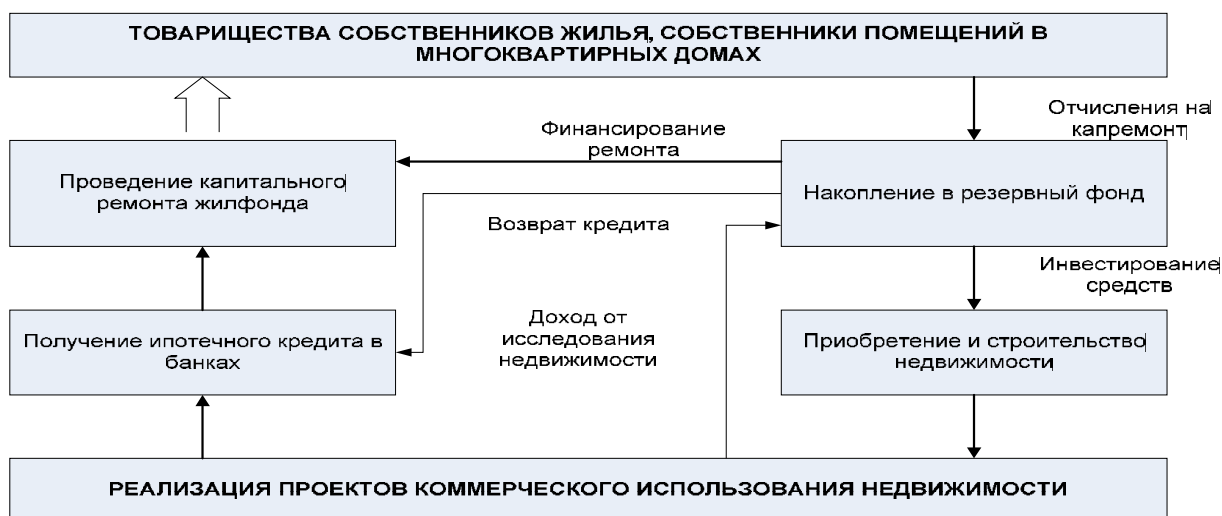 ТОВАРИЩЕСТВА СОБСТВЕННИКОВ ЖИЛЬЯ, СОБСТВЕННИКИ ПОМЕЩЕНИЙ В
МНОГОКВАРТИРНЫХ ДОМАХ
Отчисления на
капремонт
Финансирование
ремонта
Проведение капитального
ремонта жилфонда
Накопление в резервный фонд
Возврат кредита
Инвестирование
средств
Доход от
исследования
недвижимости
Получение ипотечного кредита в
банках
Приобретение и строительство
недвижимости
РЕАЛИЗАЦИЯ ПРОЕКТОВ КОММЕРЧЕСКОГО ИСПОЛЬЗОВАНИЯ НЕДВИЖИМОСТИ